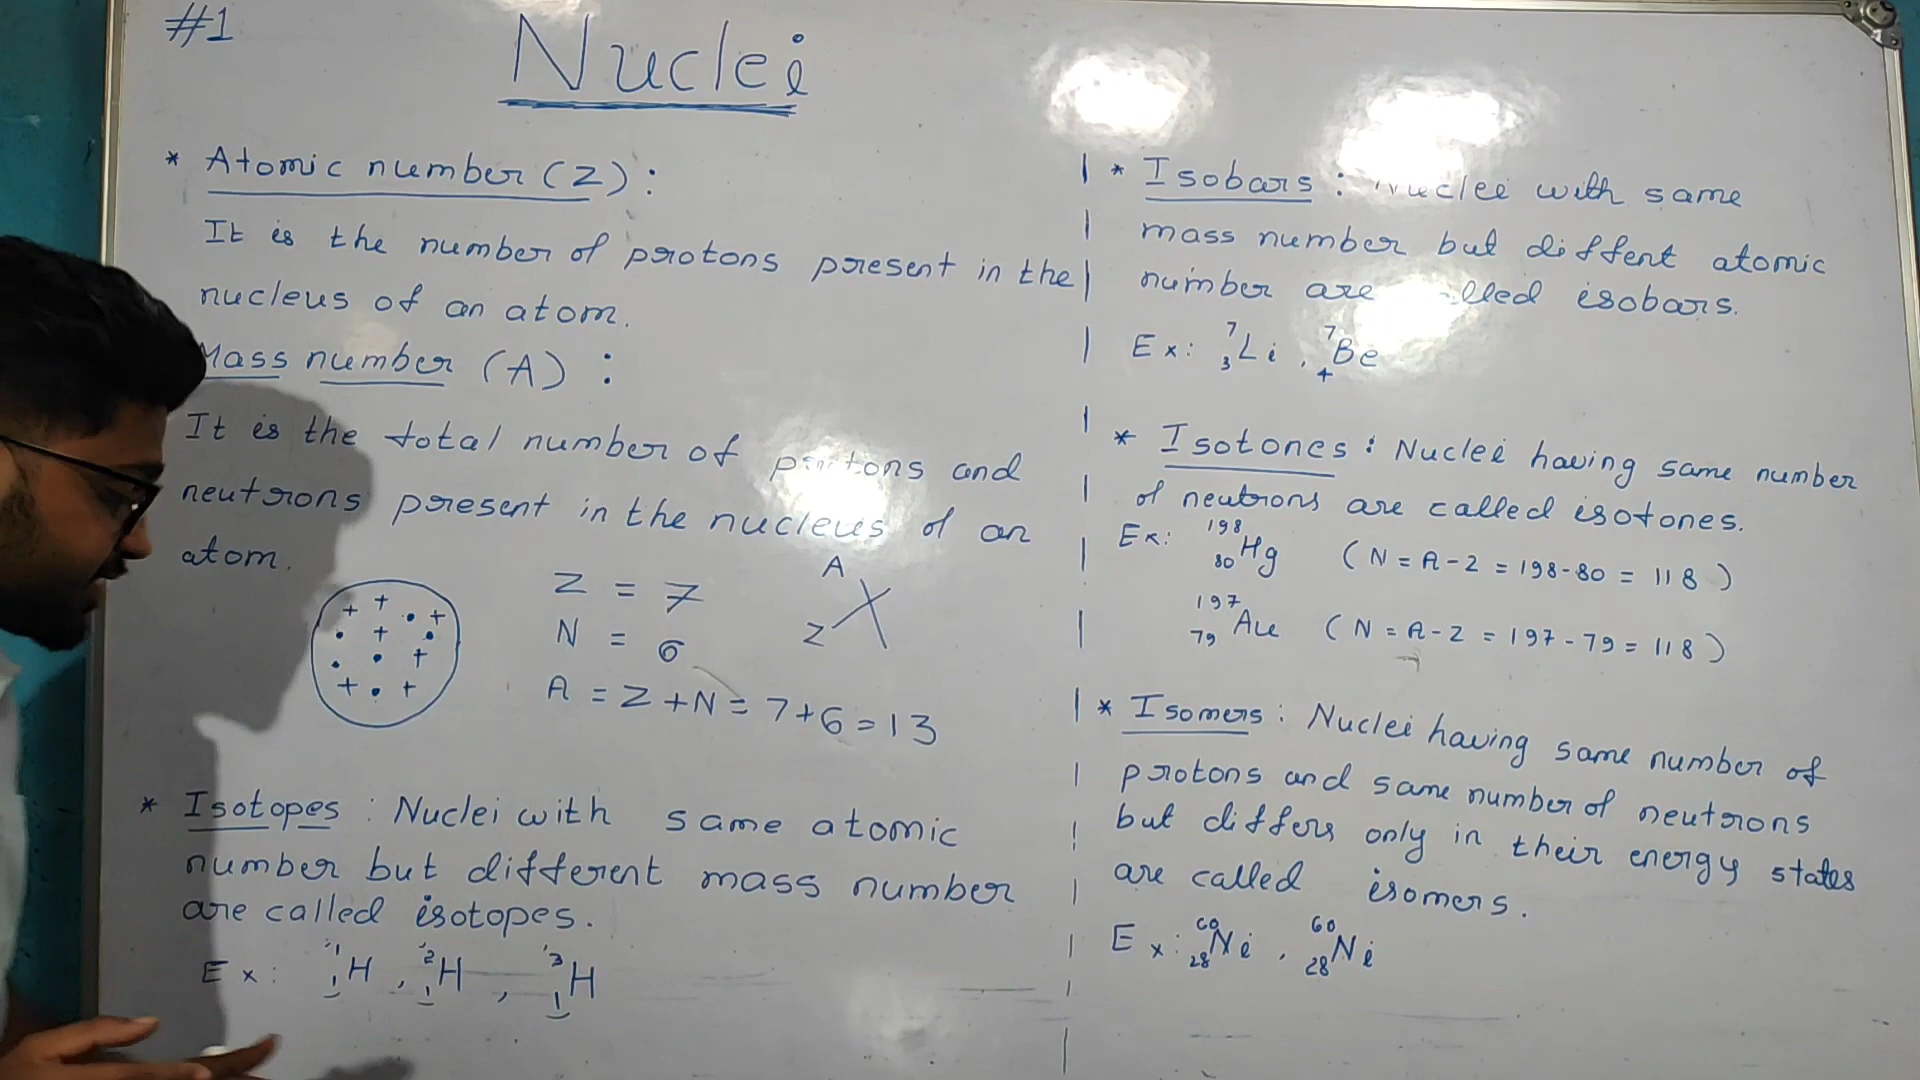 #1
Nuclei
* Atomic number (Z):
It is the number of protons present in the
nucleus of an atom.
Mass number (A):
It is the total number of protons and
neutrons present in the nucleus of an
atom.
Z = 7
N = 6
A = Z + N = 7 + 6 = 13
A
Z X
* Isotopes: Nuclei with same atomic
number but different mass number
are called isotopes.
Ex: ¹₁H, ²₁H, ³₁H
* Isobars: Nuclei with same
mass number but diffent atomic
number are called isobars.
Ex: ⁷₃Li, ⁷₄Be
* Isotones: Nuclei having same number
of neutrons are called isotones.
Ex: ¹⁹⁸₈₀Hg (N = A - Z = 198 - 80 = 118)
¹⁹⁷₇₉Au (N = A - Z = 197 - 79 = 118)
* Isomers: Nuclei having same number of
protons and same number of neutrons
but differs only in their energy states
are called isomers.
Ex: ⁶⁰₂₈Ni, ⁶⁰₂₈Ni